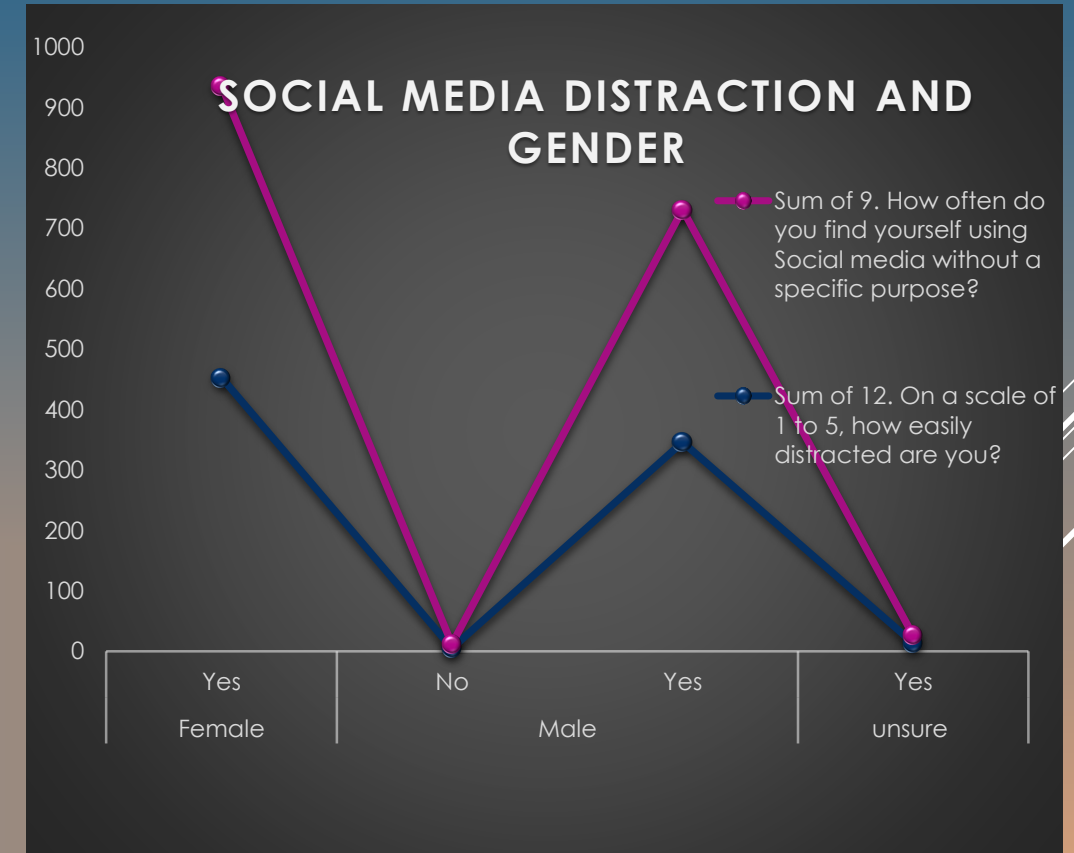 SOCIAL MEDIA DISTRACTION AND
GENDER
1000
900
800
700
600
500
400
300
200
100
0
Sum of 9. How often do
you find yourself using
Social media without a
specific purpose?
Sum of 12. On a scale of
1 to 5, how easily
distracted are you?
Yes No Yes Yes
Female Male unsure